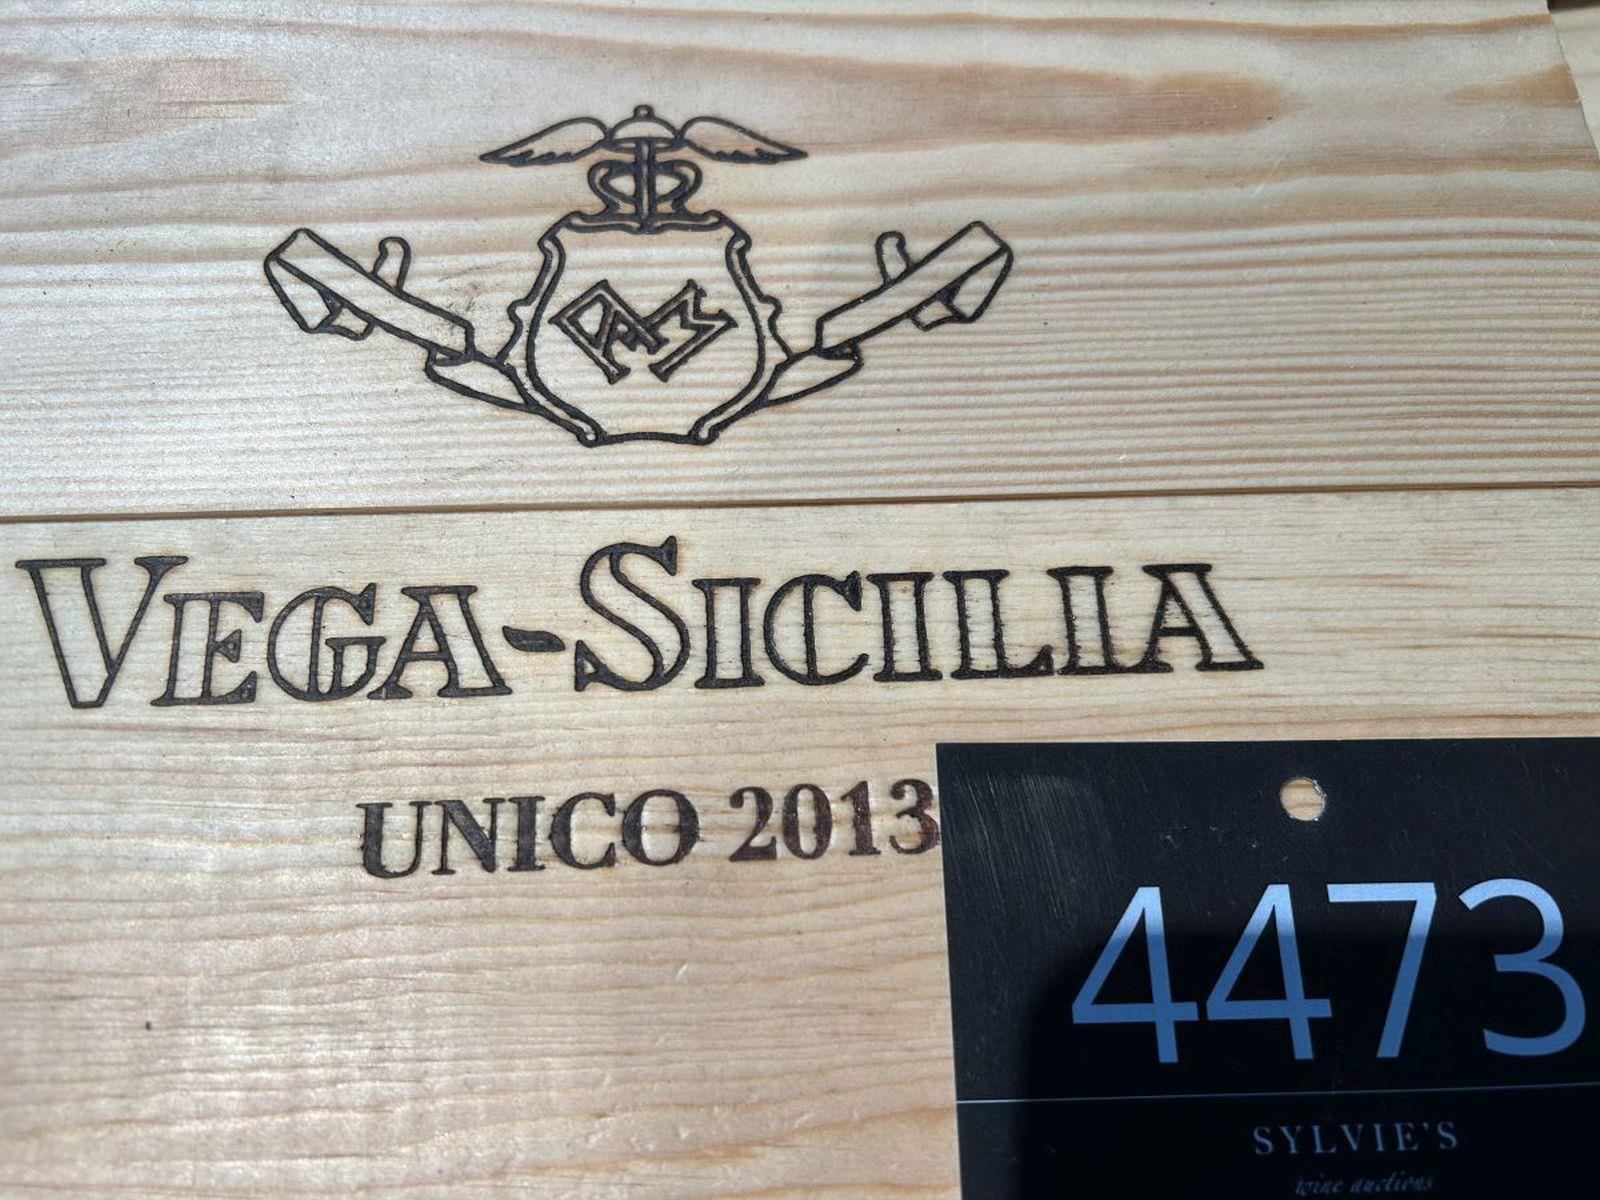 VEGA-SICILIA
UNICO 2013
4473
SYLVIE'S
wine auctions